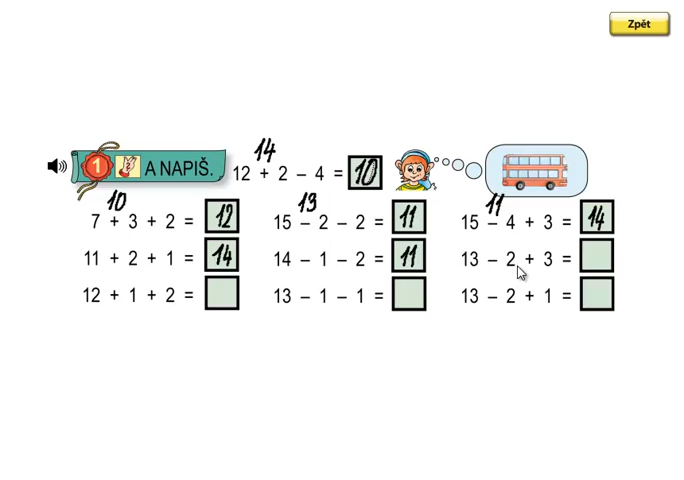 Zpět
14
1 A NAPIŠ. 12 + 2 – 4 = 10
10 13 11
7 + 3 + 2 = 12 15 – 2 – 2 = 11 15 – 4 + 3 = 14
11 + 2 + 1 = 14 14 – 1 – 2 = 11 13 – 2 + 3 =
12 + 1 + 2 = 13 – 1 – 1 = 13 – 2 + 1 =